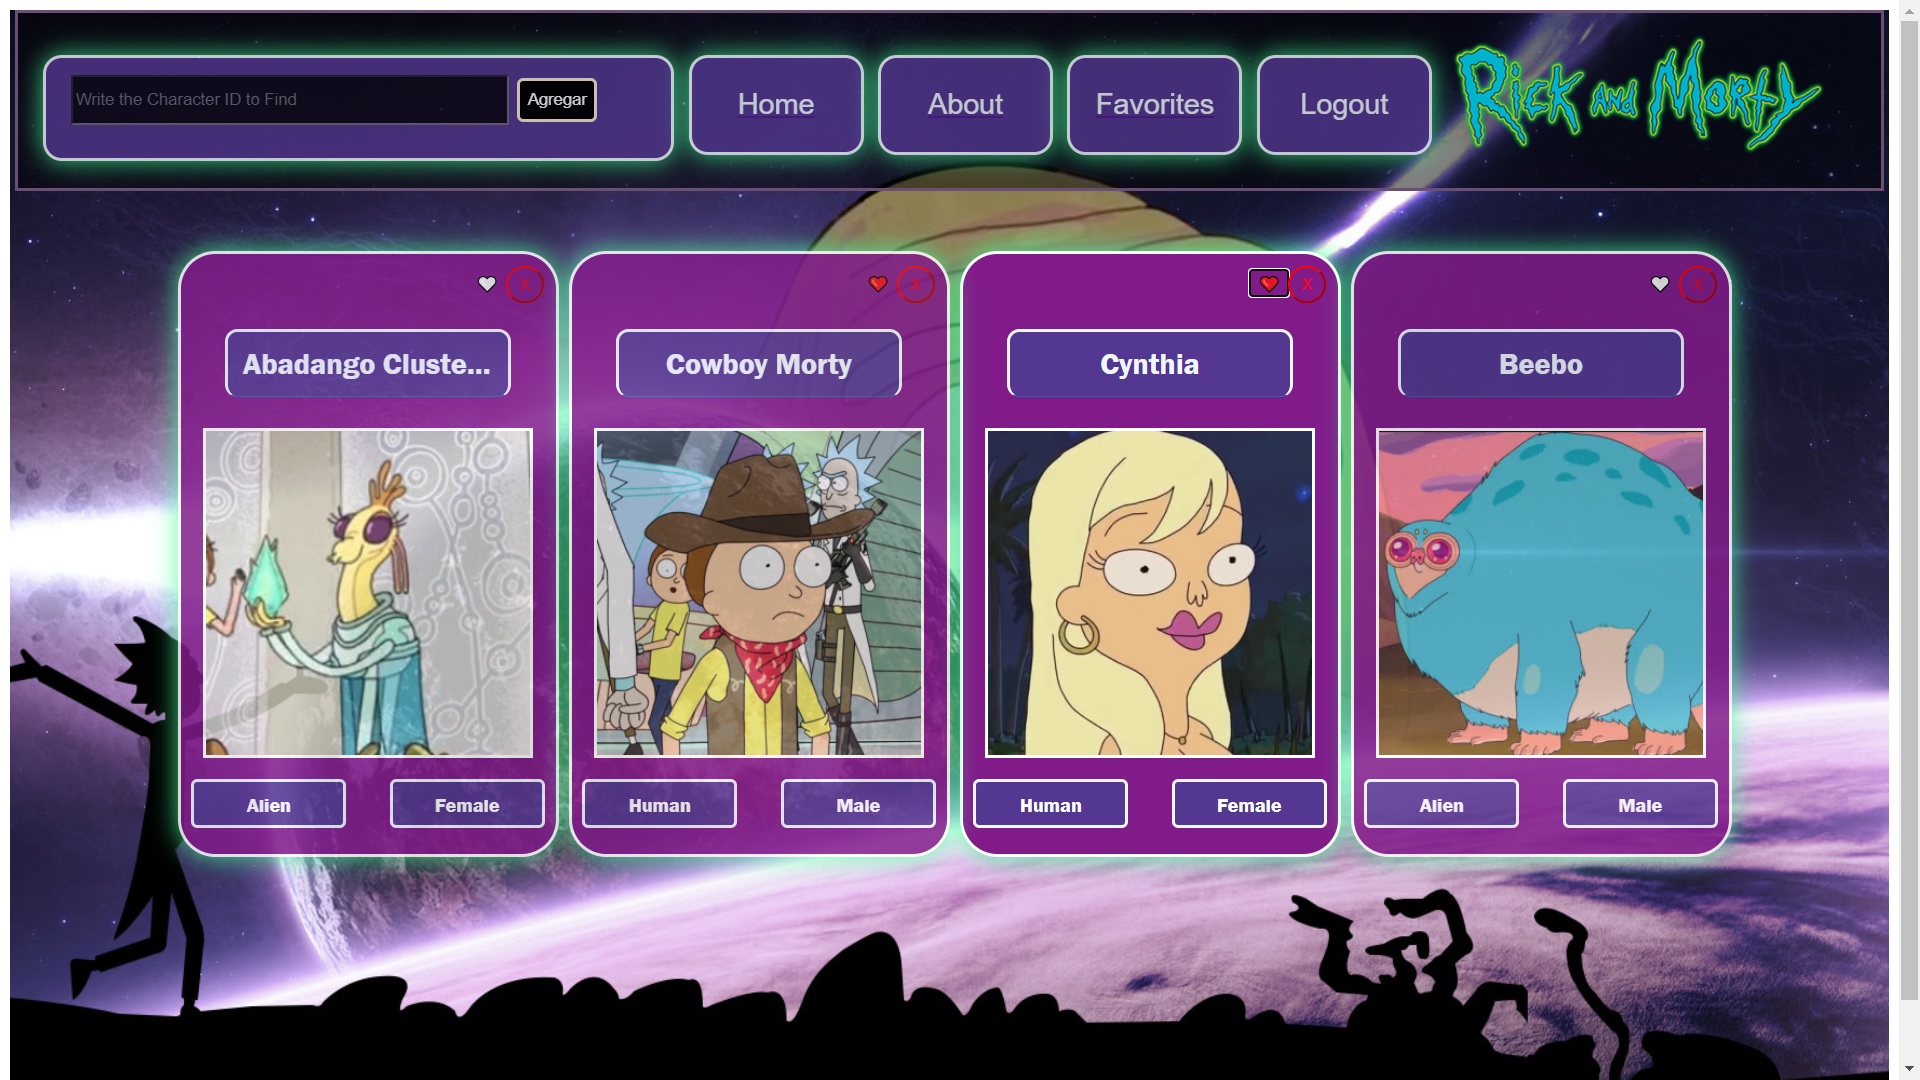 Write the Character ID to Find
Agregar
Home
About
Favorites
Logout
Rick and Morty
X
X
X
X
Abadango Cluste...
Cowboy Morty
Cynthia
Beebo
Alien
Female
Human
Male
Human
Female
Alien
Male